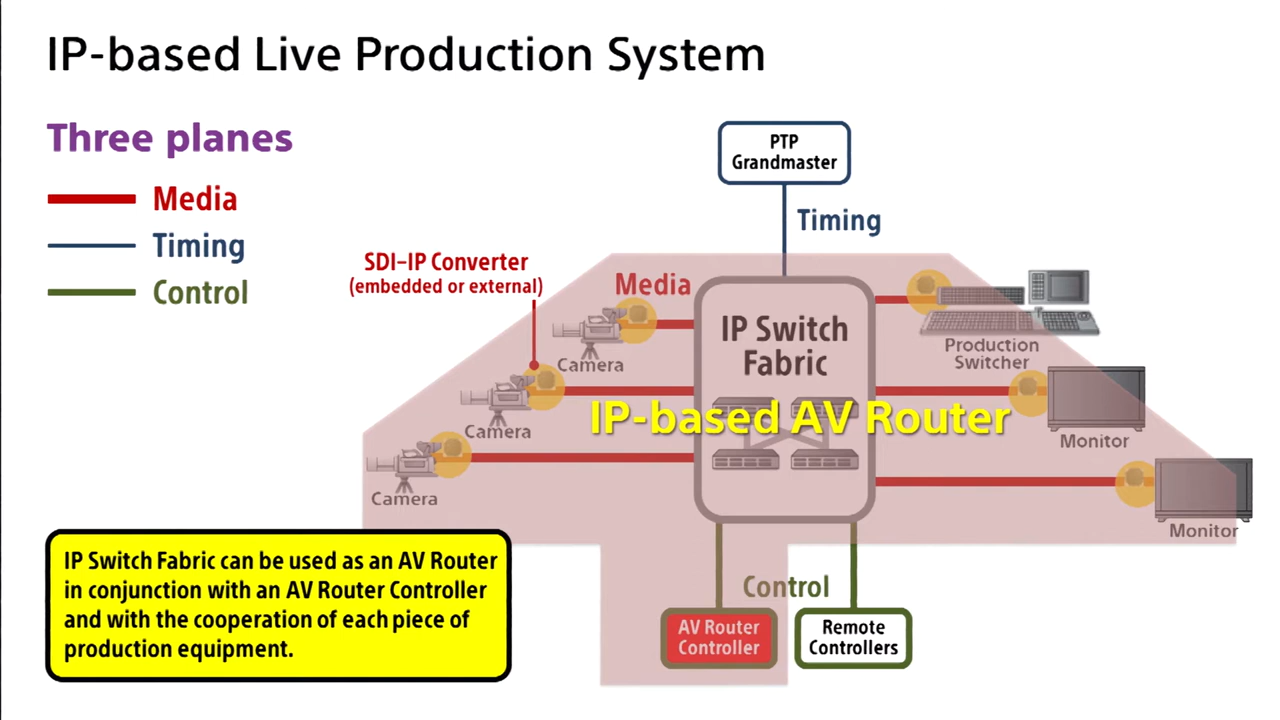 IP-based Live Production System
Three planes
Media
Timing
Control
PTP
Grandmaster
Timing
SDI-IP Converter
(embedded or external)
Media
Camera
Camera
Camera
IP Switch
Fabric
IP-based AV Router
Production
Switcher
Monitor
Monitor
Control
AV Router
Controller
Remote
Controllers
IP Switch Fabric can be used as an AV Router
in conjunction with an AV Router Controller
and with the cooperation of each piece of
production equipment.